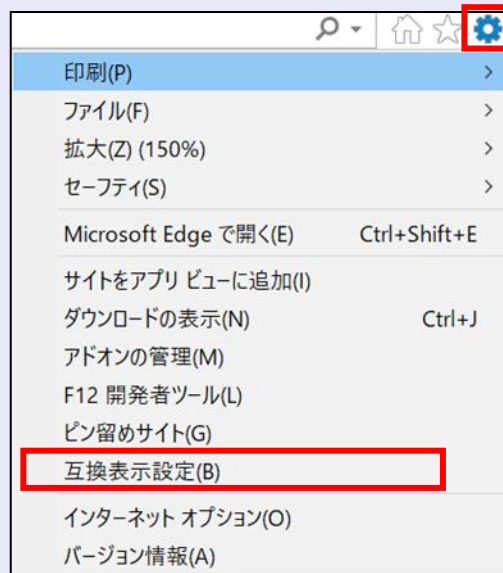 印刷(P)
ファイル(F)
拡大(Z) (150%)
セーフティ(S)
Microsoft Edge で開く(E) Ctrl+Shift+E
サイトをアプリ ビューに追加(I)
ダウンロードの表示(N) Ctrl+J
アドオンの管理(M)
F12 開発者ツール(L)
ピン留めサイト(G)
互換表示設定(B)
インターネット オプション(O)
バージョン情報(A)